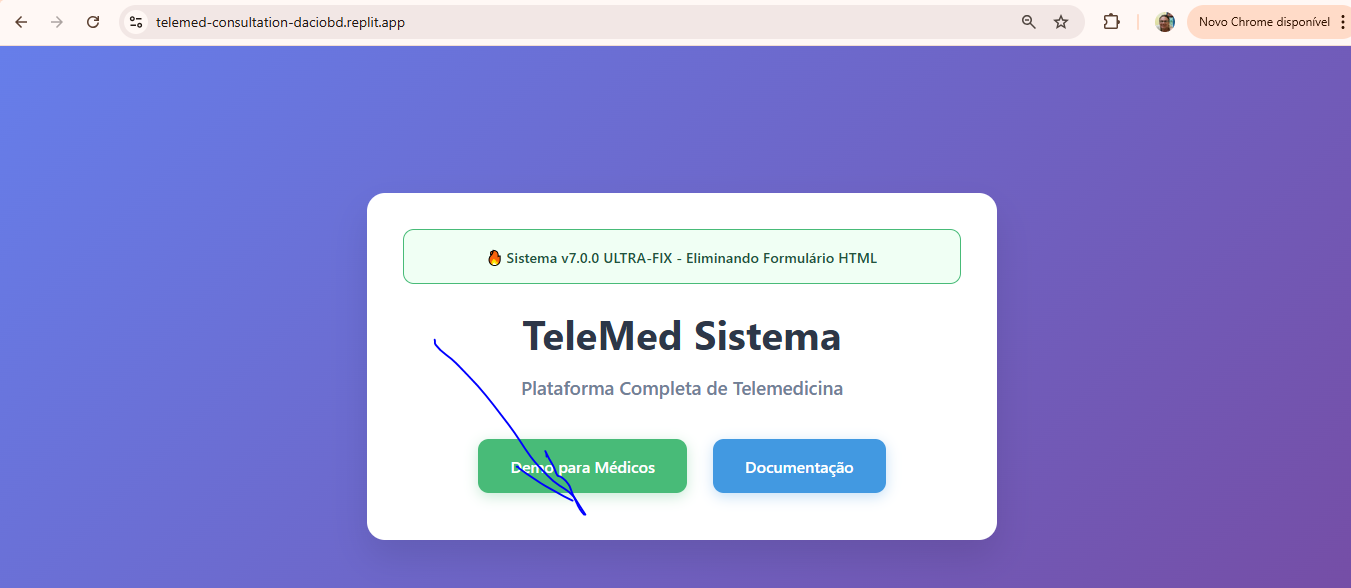 telemed-consultation-daciobd.replit.app
Novo Chrome disponível
🔥 Sistema v7.0.0 ULTRA-FIX - Eliminando Formulário HTML
TeleMed Sistema
Plataforma Completa de Telemedicina
Demo para Médicos
Documentação